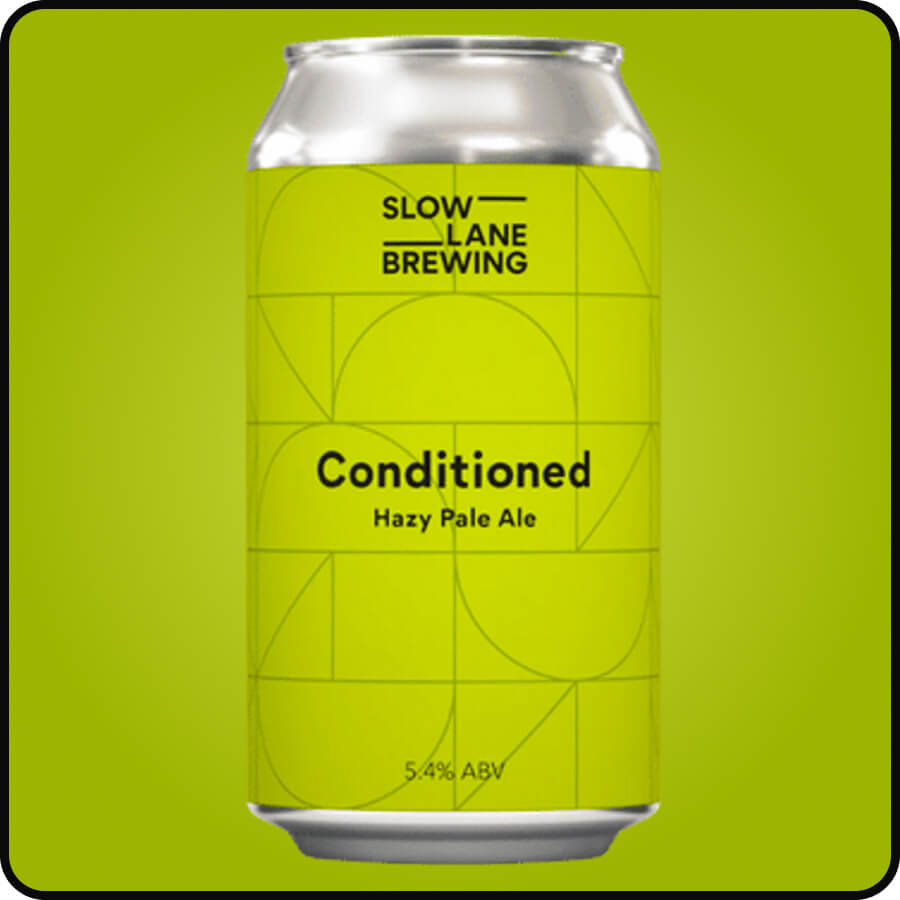 SLOW
LANE
BREWING
Conditioned
Hazy Pale Ale
5.4% ABV